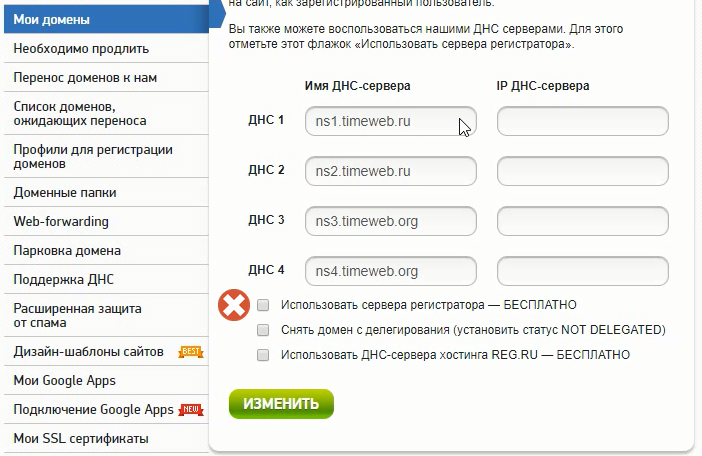 Мои домены
Необходимо продлить
Перенос доменов к нам
Список доменов,
ожидающих переноса
Профили для регистрации
доменов
Доменные папки
Web-forwarding
Парковка домена
Поддержка ДНС
Расширенная защита
от спама
Дизайн-шаблоны сайтов BEST
Мои Google Apps
Подключение Google Apps NEW
Мои SSL сертификаты
на сайт, как зарегистрированный пользователь.
Вы также можете воспользоваться нашими ДНС серверами. Для этого
отметьте этот флажок «Использовать сервера регистратора».
Имя ДНС-сервера IP ДНС-сервера
ДНС 1 ns1.timeweb.ru
ДНС 2 ns2.timeweb.ru
ДНС 3 ns3.timeweb.org
ДНС 4 ns4.timeweb.org
Использовать сервера регистратора — БЕСПЛАТНО
Снять домен с делегирования (установить статус NOT DELEGATED)
Использовать ДНС-сервера хостинга REG.RU — БЕСПЛАТНО
ИЗМЕНИТЬ